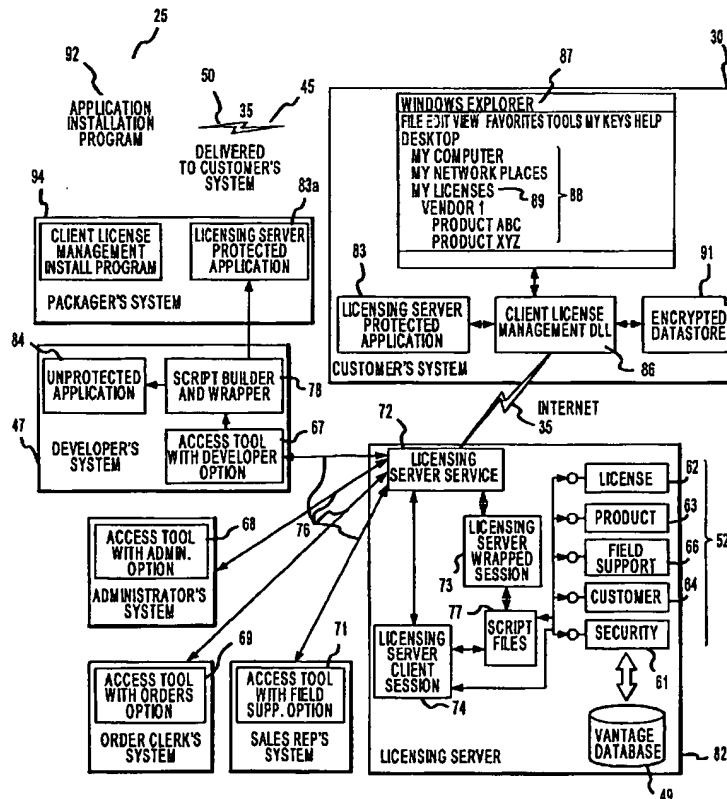 25
92
APPLICATION
INSTALLATION
PROGRAM
50
35
45
DELIVERED
TO CUSTOMER'S
SYSTEM
94
83a
CLIENT LICENSE
MANAGEMENT
INSTALL PROGRAM
LICENSING SERVER
PROTECTED
APPLICATION
PACKAGER'S SYSTEM
30
87
WINDOWS EXPLORER
FILE EDIT VIEW FAVORITES TOOLS MY KEYS HELP
DESKTOP
MY COMPUTER
MY NETWORK PLACES
MY LICENSES
89
88
VENDOR 1
PRODUCT ABC
PRODUCT XYZ
83
91
LICENSING SERVER
PROTECTED
APPLICATION
CLIENT LICENSE
MANAGEMENT DLL
ENCRYPTED
DATASTORE
CUSTOMER'S SYSTEM
86
84
UNPROTECTED
APPLICATION
SCRIPT BUILDER
AND WRAPPER
78
47
DEVELOPER'S
SYSTEM
67
ACCESS TOOL
WITH DEVELOPER
OPTION
INTERNET
35
72
LICENSING
SERVER SERVICE
76
62
LICENSE
63
PRODUCT
52
66
FIELD
SUPPORT
64
CUSTOMER
SECURITY
61
73
LICENSING
SERVER
WRAPPED
SESSION
77
SCRIPT
FILES
LICENSING
SERVER
CLIENT
SESSION
74
VANTAGE
DATABASE
49
LICENSING SERVER
82
68
ACCESS TOOL
WITH ADMIN.
OPTION
ADMINISTRATOR'S
SYSTEM
69
ACCESS TOOL
WITH ORDERS
OPTION
ORDER CLERK'S
SYSTEM
71
ACCESS TOOL
WITH FIELD
SUPP. OPTION
SALES REP'S
SYSTEM